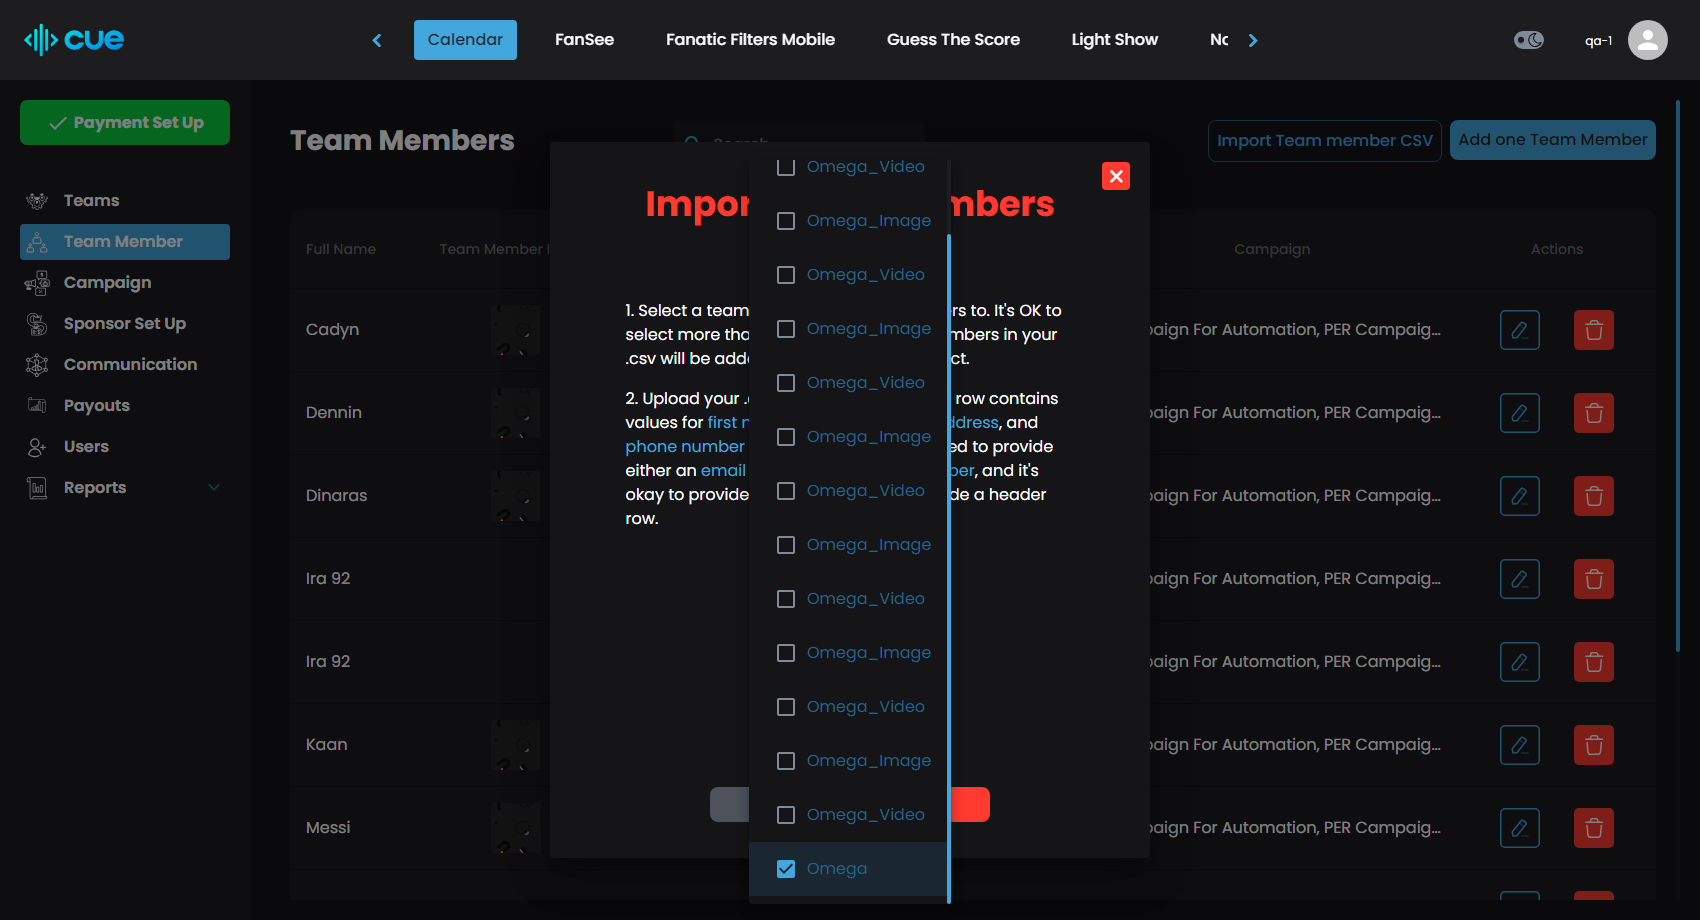 cue
Calendar
FanSee
Fanatic Filters Mobile
Guess The Score
Light Show
qa-1
Payment Set Up
Teams
Team Member
Campaign
Sponsor Set Up
Communication
Payouts
Users
Reports
Team Members
Search
Import Team member CSV
Add one Team Member
Full Name
Team Member
Campaign
Actions
Cadyn
paign For Automation, PER Campaig...
Dennin
paign For Automation, PER Campaig...
Dinaras
paign For Automation, PER Campaig...
Ira 92
paign For Automation, PER Campaig...
Ira 92
paign For Automation, PER Campaig...
Kaan
paign For Automation, PER Campaig...
Messi
paign For Automation, PER Campaig...
Impor mbers
1. Select a team rs to. It's OK to
select more tha mbers in your
.csv will be adde ct.
2. Upload your . row contains
values for first n ddress, and
phone number ed to provide
either an email ber, and it's
okay to provide de a header
row.
Omega_Video
Omega_Image
Omega_Video
Omega_Image
Omega_Video
Omega_Image
Omega_Video
Omega_Image
Omega_Video
Omega_Image
Omega_Video
Omega_Image
Omega_Video
Omega